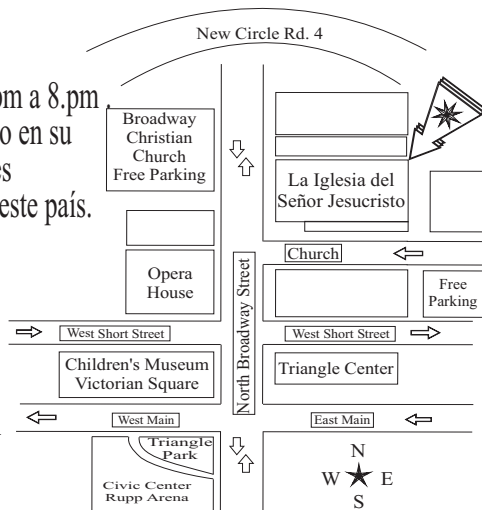 New Circle Rd. 4
a 8.pm
o en su
este país.
Broadway
Christian
Church
Free Parking
La Iglesia del
Señor Jesucristo
Church
Opera
House
Free
Parking
North Broadway Street
West Short Street
West Short Street
Children's Museum
Victorian Square
Triangle Center
West Main
East Main
Triangle
Park
Civic Center
Rupp Arena
N
W E
S